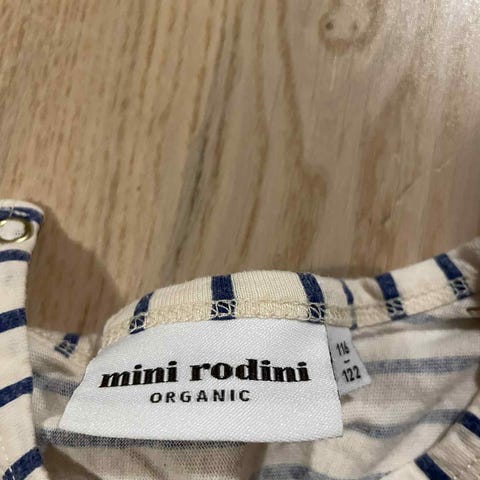 mini rodini
ORGANIC
116
-
122